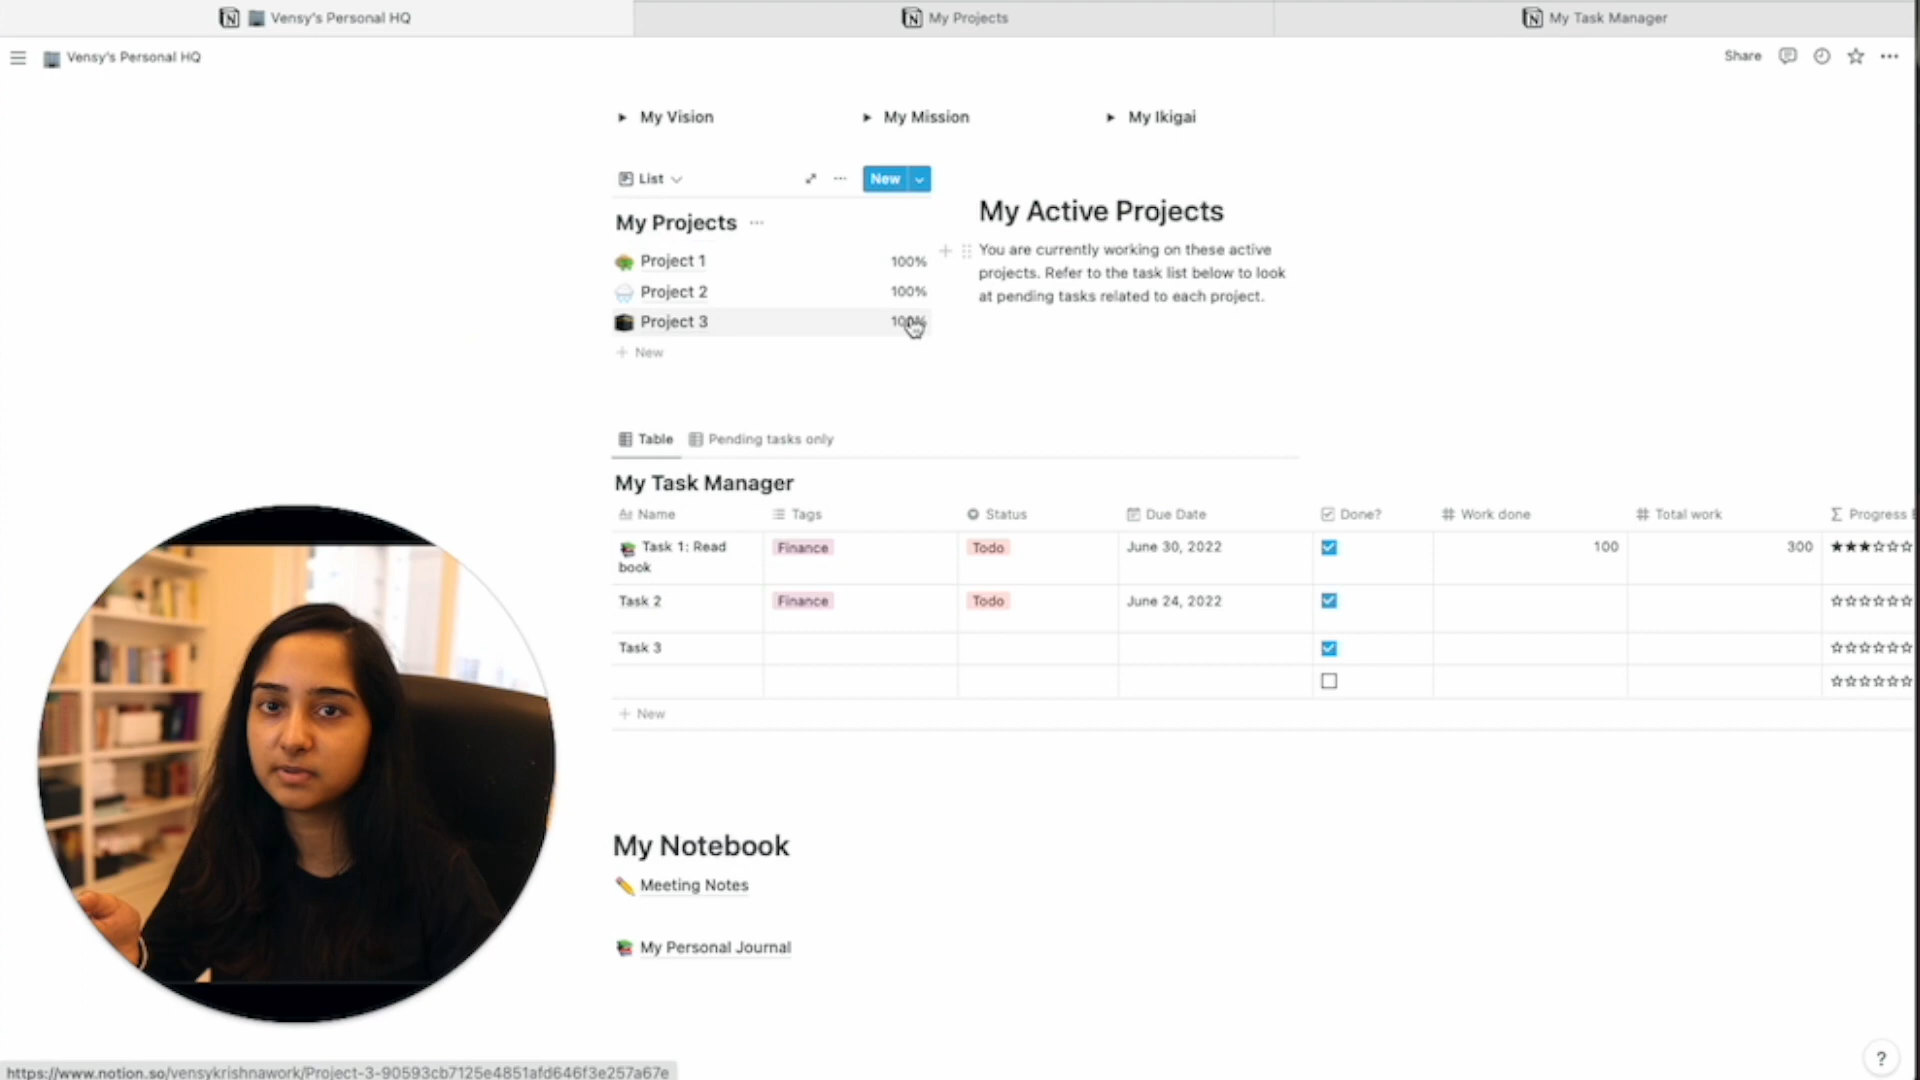 Vensy's Personal HQ
My Projects
My Task Manager
Vensy's Personal HQ
Share
My Vision
My Mission
My Ikigai
List
New
My Projects
Project 1 100%
Project 2 100%
Project 3 100%
+ New
My Active Projects
You are currently working on these active
projects. Refer to the task list below to look
at pending tasks related to each project.
Table
Pending tasks only
My Task Manager
Aa Name Tags Status Due Date Done? # Work done # Total work Σ Progress
Task 1: Read Finance Todo June 30, 2022 100 300 ★★★☆☆☆
book
Task 2 Finance Todo June 24, 2022 ☆☆☆☆☆☆
Task 3 ☆☆☆☆☆☆
☆☆☆☆☆☆
+ New
My Notebook
Meeting Notes
My Personal Journal
?
https://www.notion.so/vensykrishnawork/Project-3-90593cb7125e4851afd646f3e257a67e